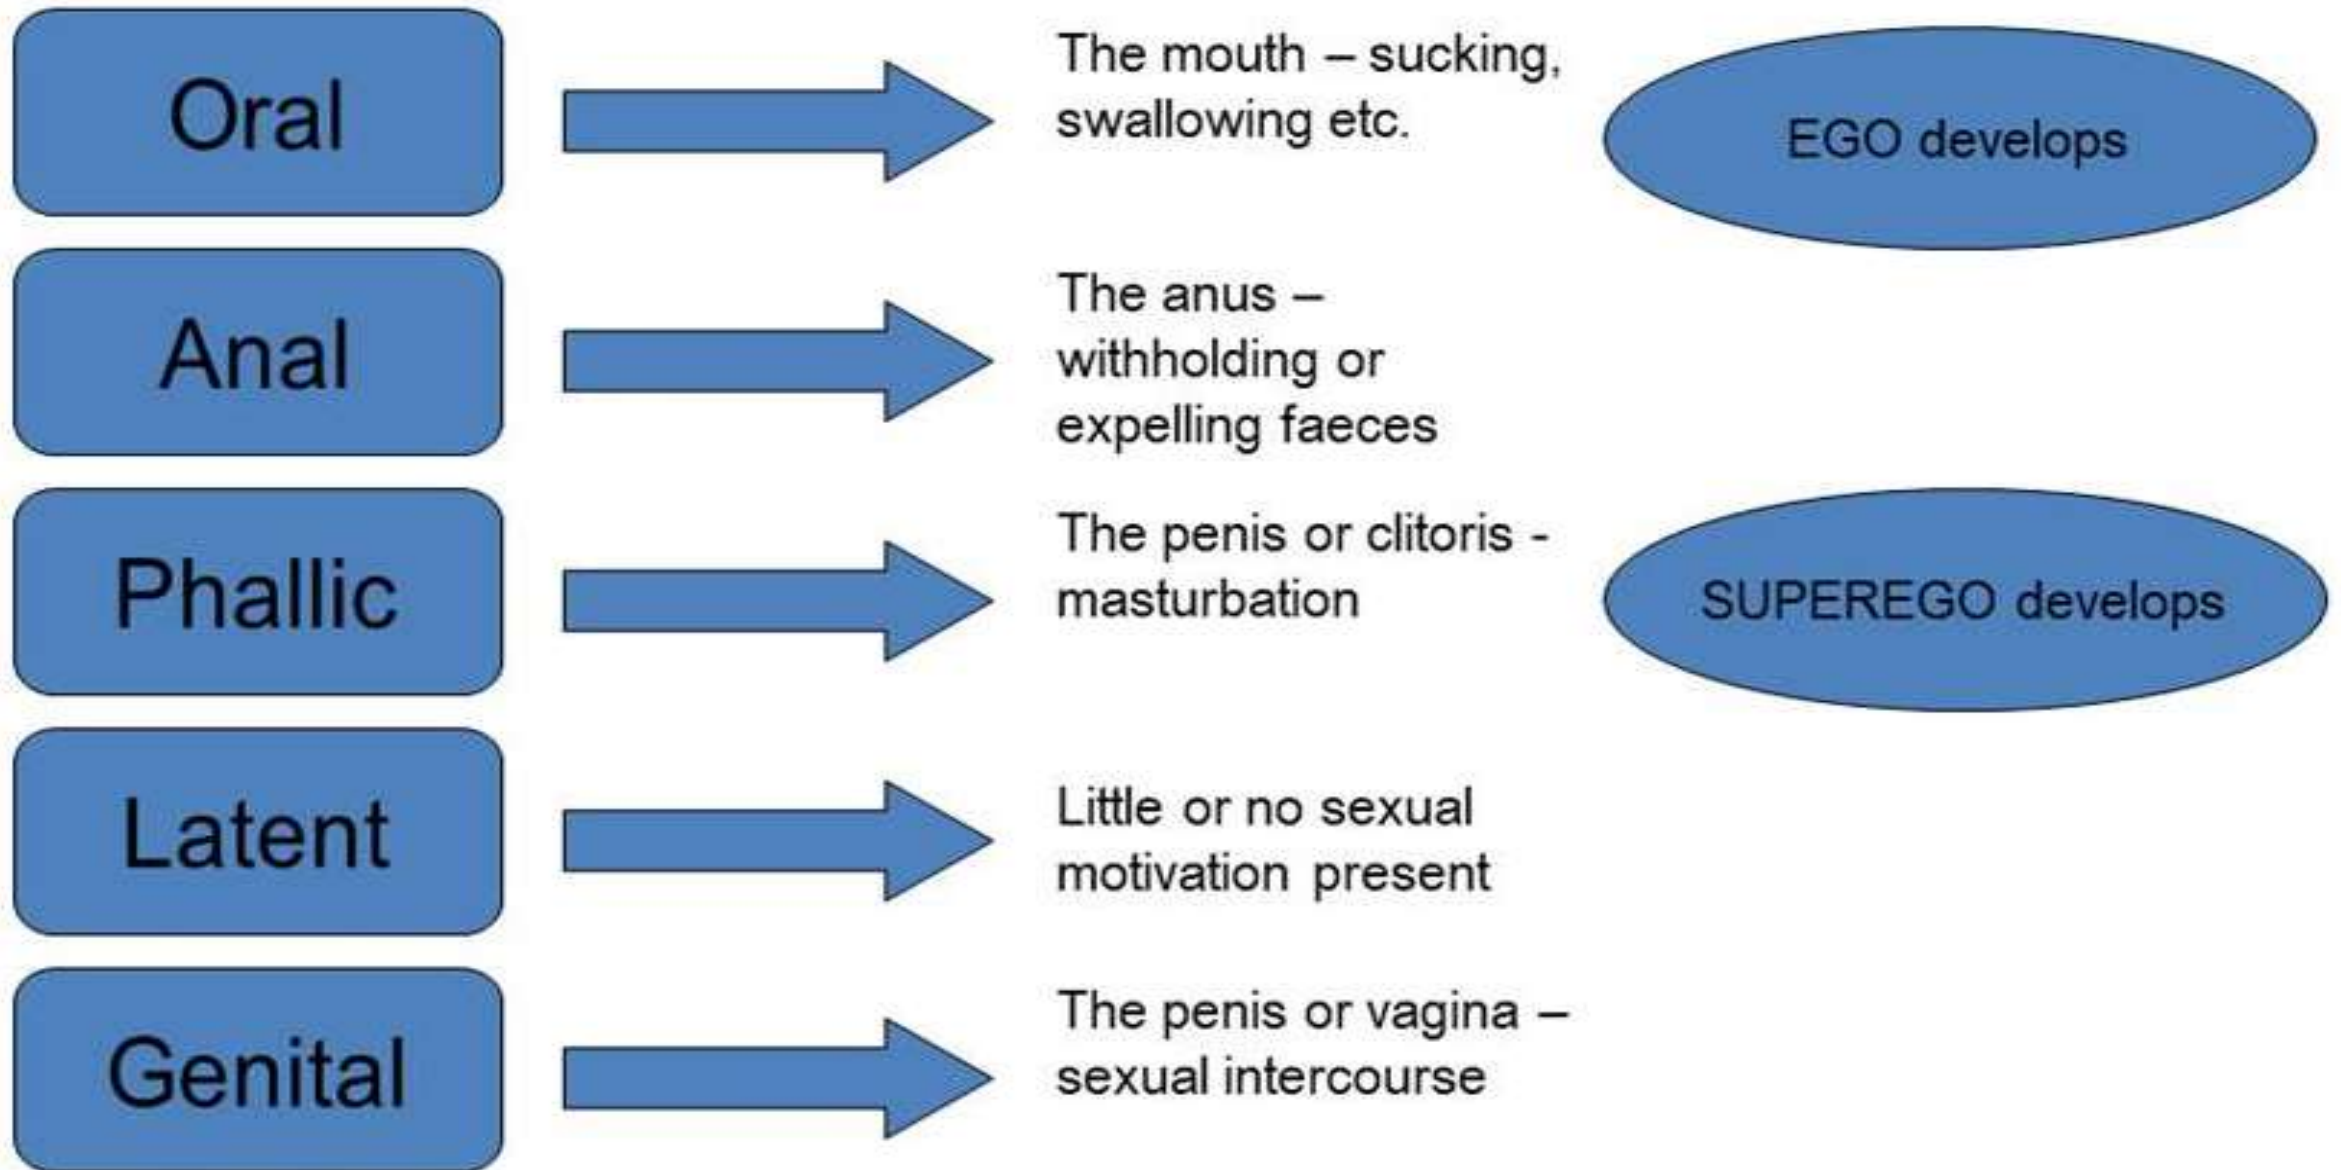 Oral
The mouth – sucking,
swallowing etc.
EGO develops
Anal
The anus –
withholding or
expelling faeces
Phallic
The penis or clitoris -
masturbation
SUPEREGO develops
Latent
Little or no sexual
motivation present
Genital
The penis or vagina –
sexual intercourse